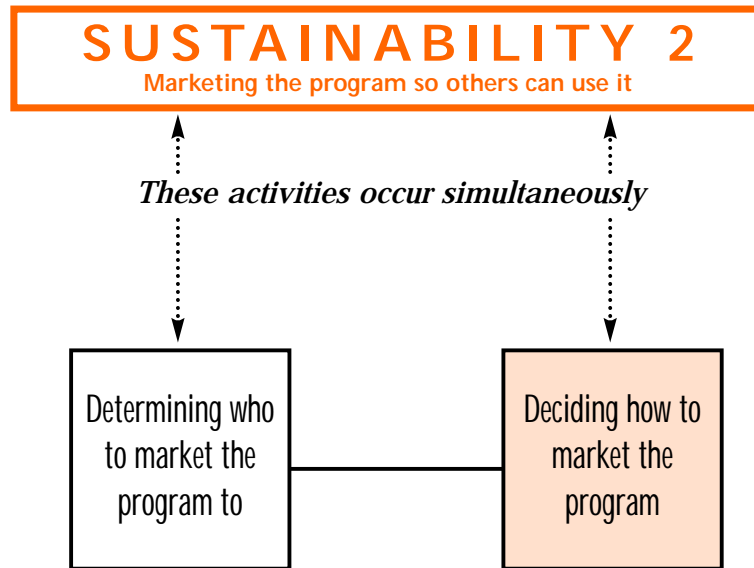 SUSTAINABILITY 2
Marketing the program so others can use it
These activities occur simultaneously
Determining who
to market the
program to
Deciding how to
market the
program